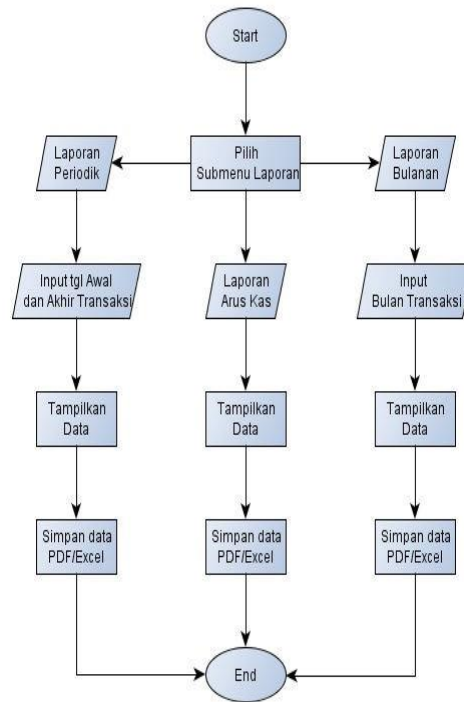 Start
Laporan
Periodik
Pilih
Submenu Laporan
Laporan
Bulanan
Input tgl Awal
dan Akhir Transaksi
Laporan
Arus Kas
Input
Bulan Transaksi
Tampilkan
Data
Tampilkan
Data
Tampilkan
Data
Simpan data
PDF/Excel
Simpan data
PDF/Excel
Simpan data
PDF/Excel
End